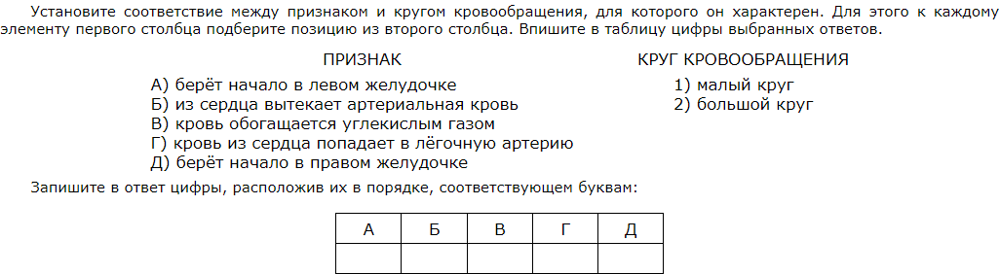 Установите соответствие между признаком и кругом кровообращения, для которого он характерен. Для этого к каждому
элементу первого столбца подберите позицию из второго столбца. Впишите в таблицу цифры выбранных ответов.
ПРИЗНАК КРУГ КРОВООБРАЩЕНИЯ
А) берёт начало в левом желудочке 1) малый круг
Б) из сердца вытекает артериальная кровь 2) большой круг
В) кровь обогащается углекислым газом
Г) кровь из сердца попадает в лёгочную артерию
Д) берёт начало в правом желудочке
Запишите в ответ цифры, расположив их в порядке, соответствующем буквам:
А Б В Г Д